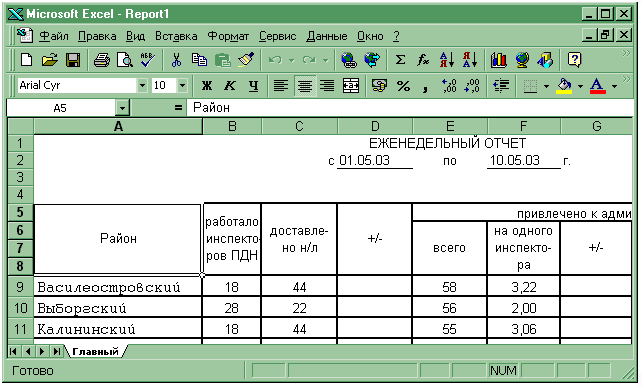 Microsoft Excel - Report1
Файл Правка Вид Вставка Формат Сервис Данные Окно ?
Arial Cyr 10 Ж К Ч % ,
A5 = Район
A B C D E F G
1 ЕЖЕНЕДЕЛЬНЫЙ ОТЧЕТ
2 с 01.05.03 по 10.05.03 г.
3
4
5 привлечено к адми
6
7
8
Район
работало инспекто-ров ПДН
доставле-но н/л
+/-
всего
на одного инспекто-ра
+/-
9 Василеостровский 18 44 58 3,22
10 Выборгский 28 22 56 2,00
11 Калининский 18 44 55 3,06
Главный
Готово NUM